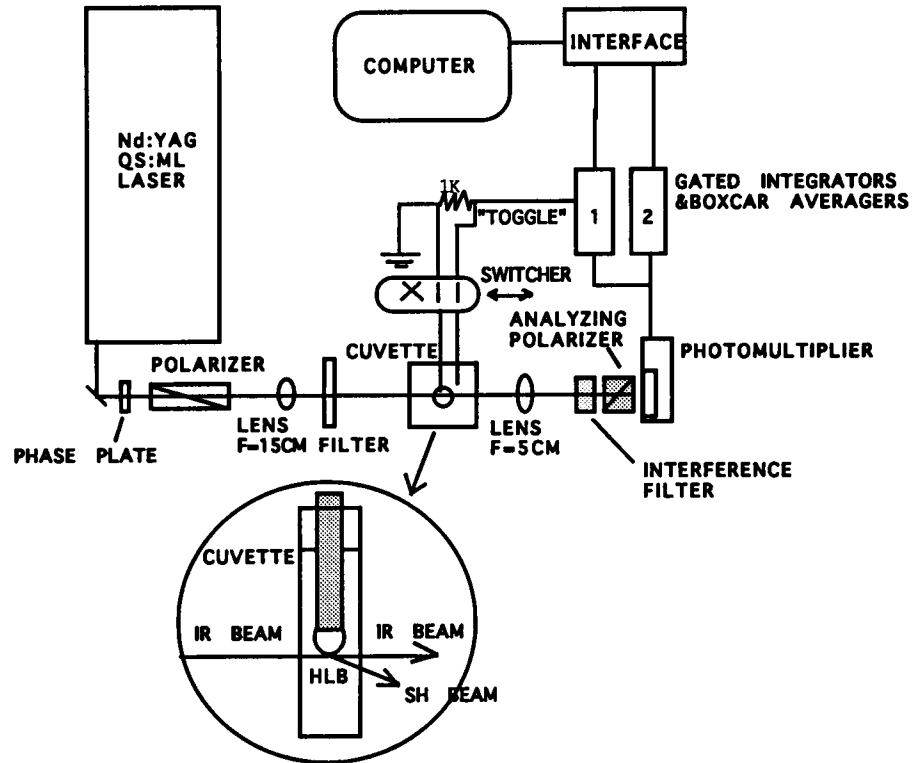 INTERFACE
COMPUTER
Nd:YAG
QS:ML
LASER
1K
GATED INTEGRATORS
&BOXCAR AVERAGERS
"TOGGLE"
1
2
SWITCHER
ANALYZING
POLARIZER
PHOTOMULTIPLIER
CUVETTE
POLARIZER
LENS
F=15CM FILTER
LENS
F=5CM
PHASE PLATE
INTERFERENCE
FILTER
CUVETTE
IR BEAM
IR BEAM
HLB
SH BEAM